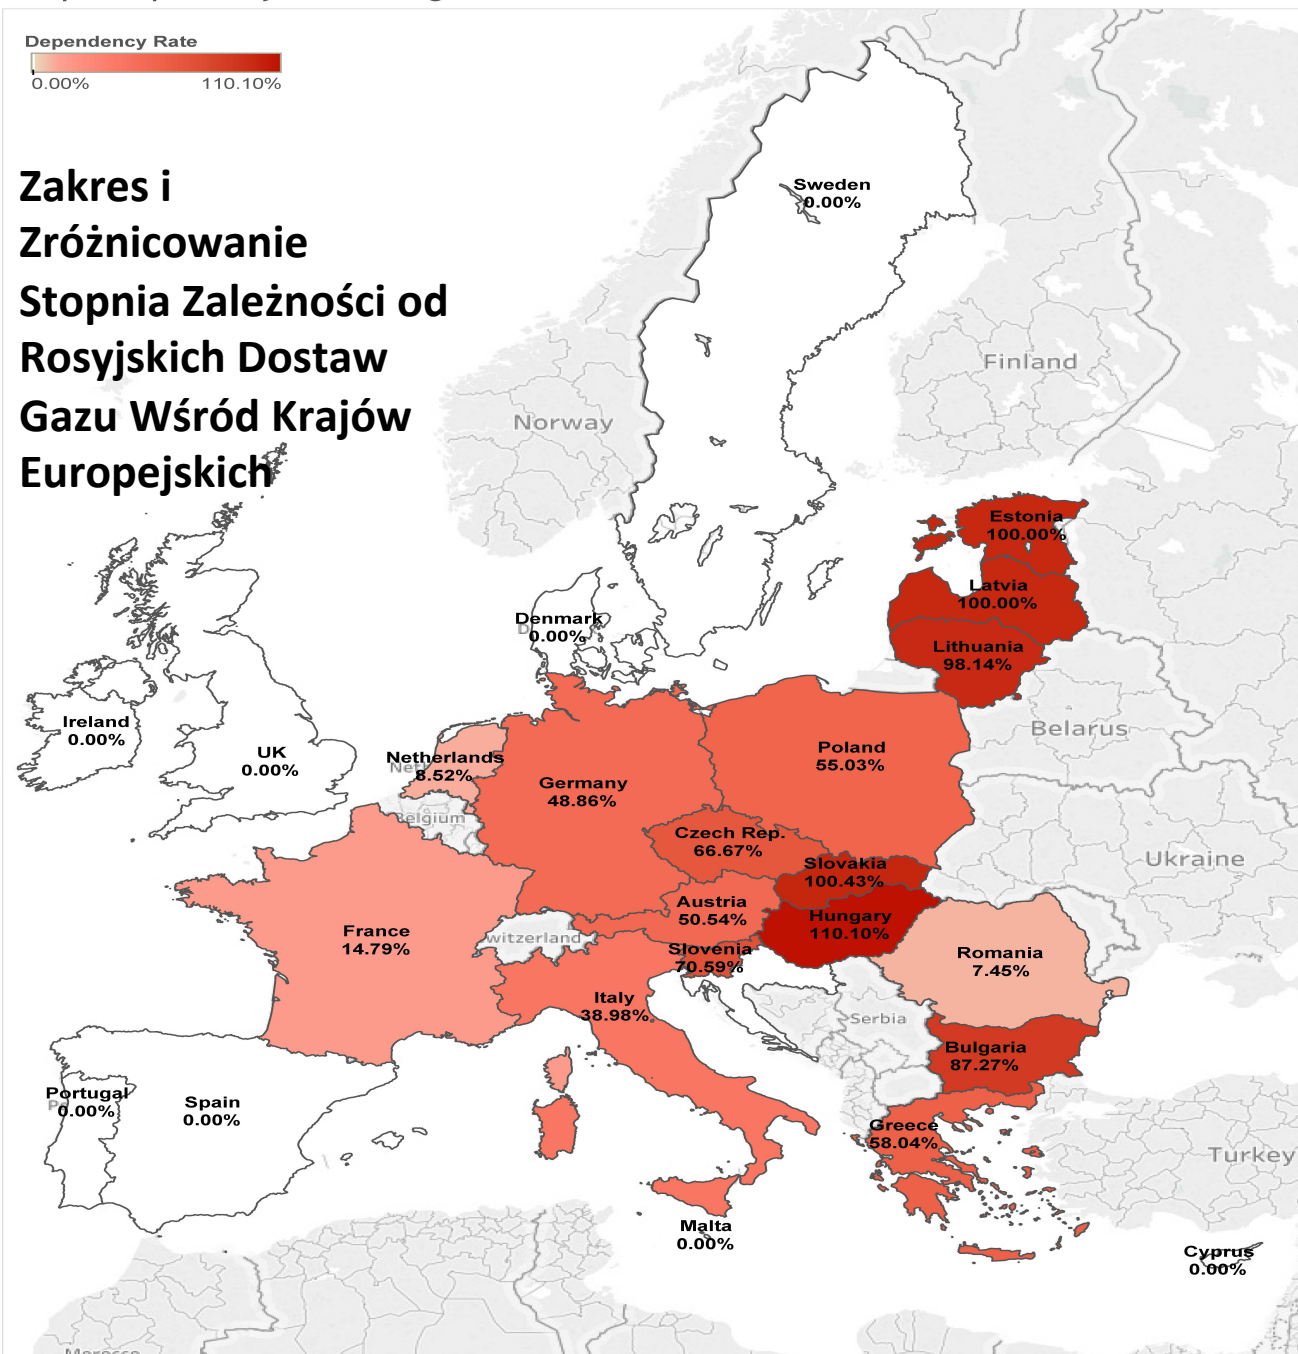 Dependency Rate
0.00% 110.10%
Zakres i
Zróżnicowanie
Stopnia Zależności od
Rosyjskich Dostaw
Gazu Wśród Krajów
Europejskich
Sweden
0.00%
Finland
Norway
Estonia
100.00%
Latvia
100.00%
Denmark
0.00%
Lithuania
98.14%
Ireland
0.00%
Belarus
UK
0.00%
Netherlands
8.52%
Poland
55.03%
Germany
48.86%
Belgium
Czech Rep.
66.67%
Slovakia
100.43%
Ukraine
Austria
50.54%
Hungary
110.10%
France
14.79%
witzerland
Slovenia
70.59%
Romania
7.45%
Italy
38.98%
Serbia
Bulgaria
87.27%
Portugal
0.00%
Spain
0.00%
Greece
58.04%
Turkey
Malta
0.00%
Cyprus
0.00%
Morocco